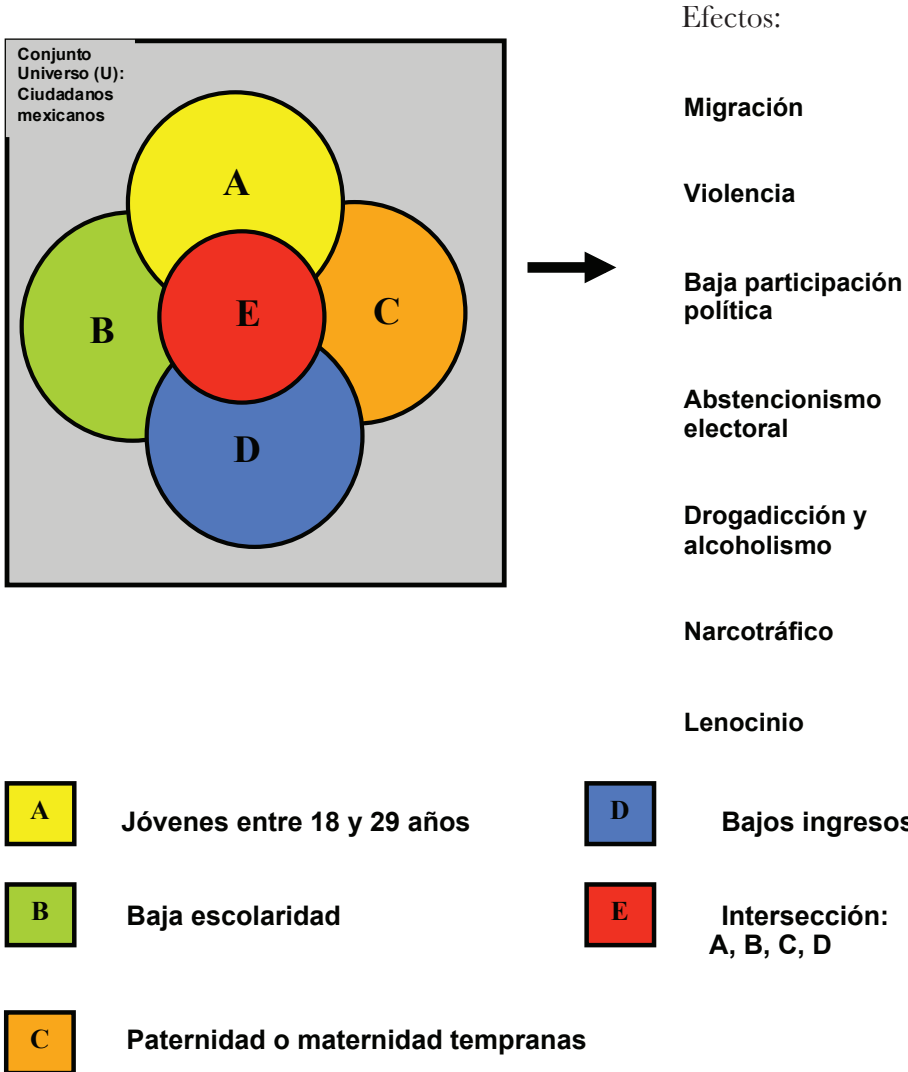 Efectos:
Conjunto
Universo (U):
Ciudadanos
mexicanos
A
B
E
C
D
Migración
Violencia
Baja participación
política
Abstencionismo
electoral
Drogadicción y
alcoholismo
Narcotráfico
Lenocinio
A
Jóvenes entre 18 y 29 años
D
Bajos ingresos
B
Baja escolaridad
E
Intersección:
A, B, C, D
C
Paternidad o maternidad tempranas